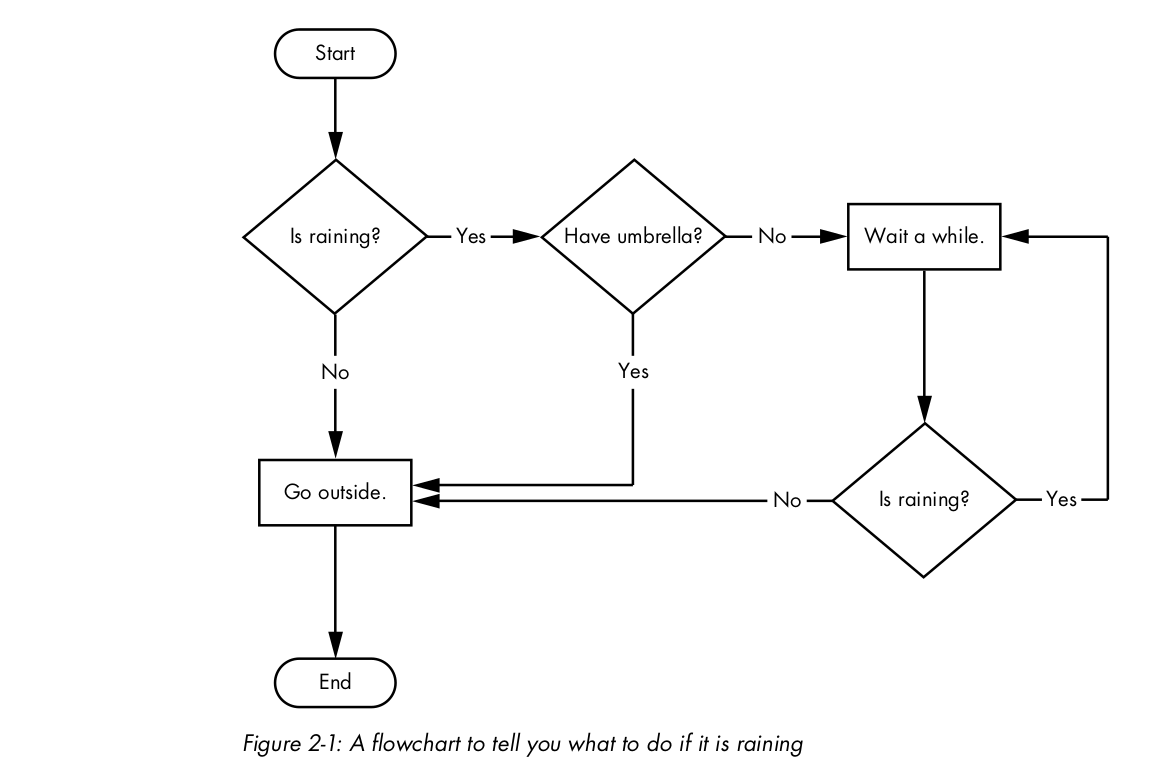 Start
Is raining?
Yes
Have umbrella?
No
Wait a while.
No
Yes
Go outside.
No
Is raining?
Yes
End
Figure 2-1: A flowchart to tell you what to do if it is raining